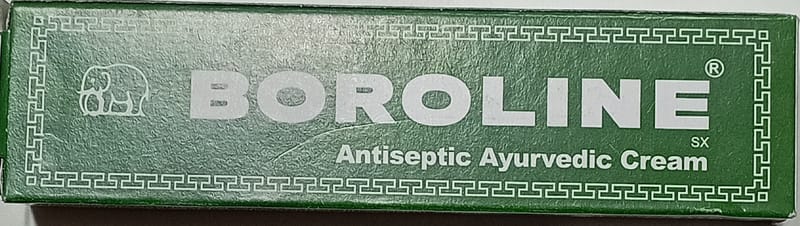 BOROLINE®
SX
Antiseptic Ayurvedic Cream